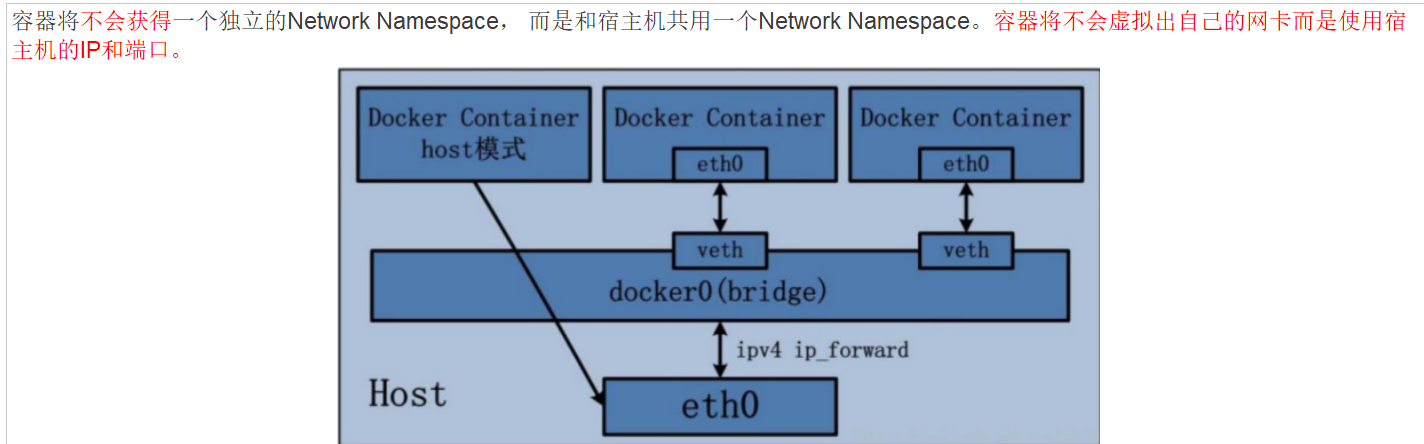 容器将不会获得一个独立的Network Namespace， 而是和宿主机共用一个Network Namespace。容器将不会虚拟出自己的网卡而是使用宿
主机的IP和端口。
Docker Container
host模式
Docker Container
eth0
Docker Container
eth0
veth
veth
docker0(bridge)
ipv4 ip_forward
Host
eth0